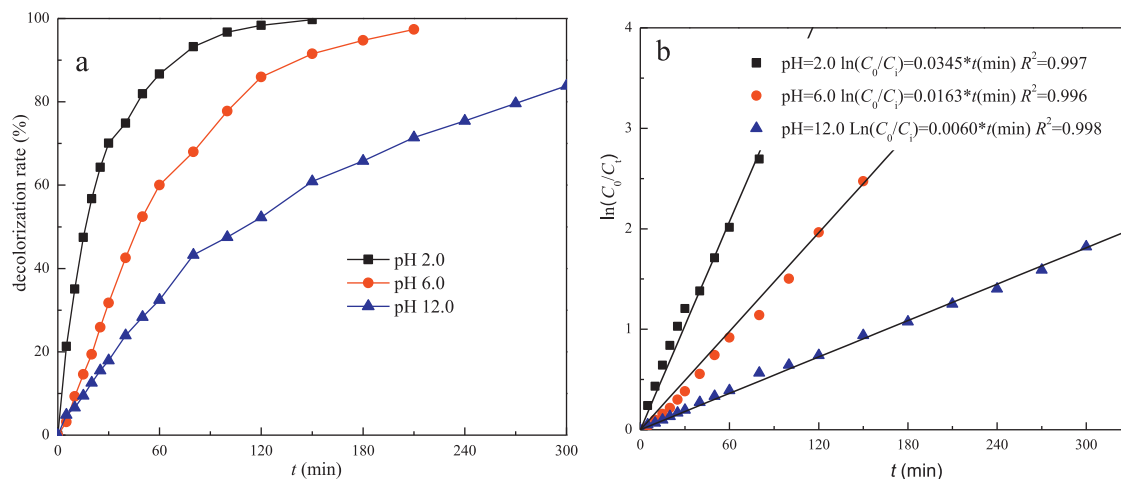 a
100
80
60
40
20
0
decolorization rate (%)
pH 2.0
pH 6.0
pH 12.0
0 60 120 180 240 300
t (min)
b
4
3
2
1
0
ln(C0/Ct)
pH=2.0 ln(C0/Ci)=0.0345*t(min) R2=0.997
pH=6.0 ln(C0/Ci)=0.0163*t(min) R2=0.996
pH=12.0 Ln(C0/Ci)=0.0060*t(min) R2=0.998
0 60 120 180 240 300
t (min)